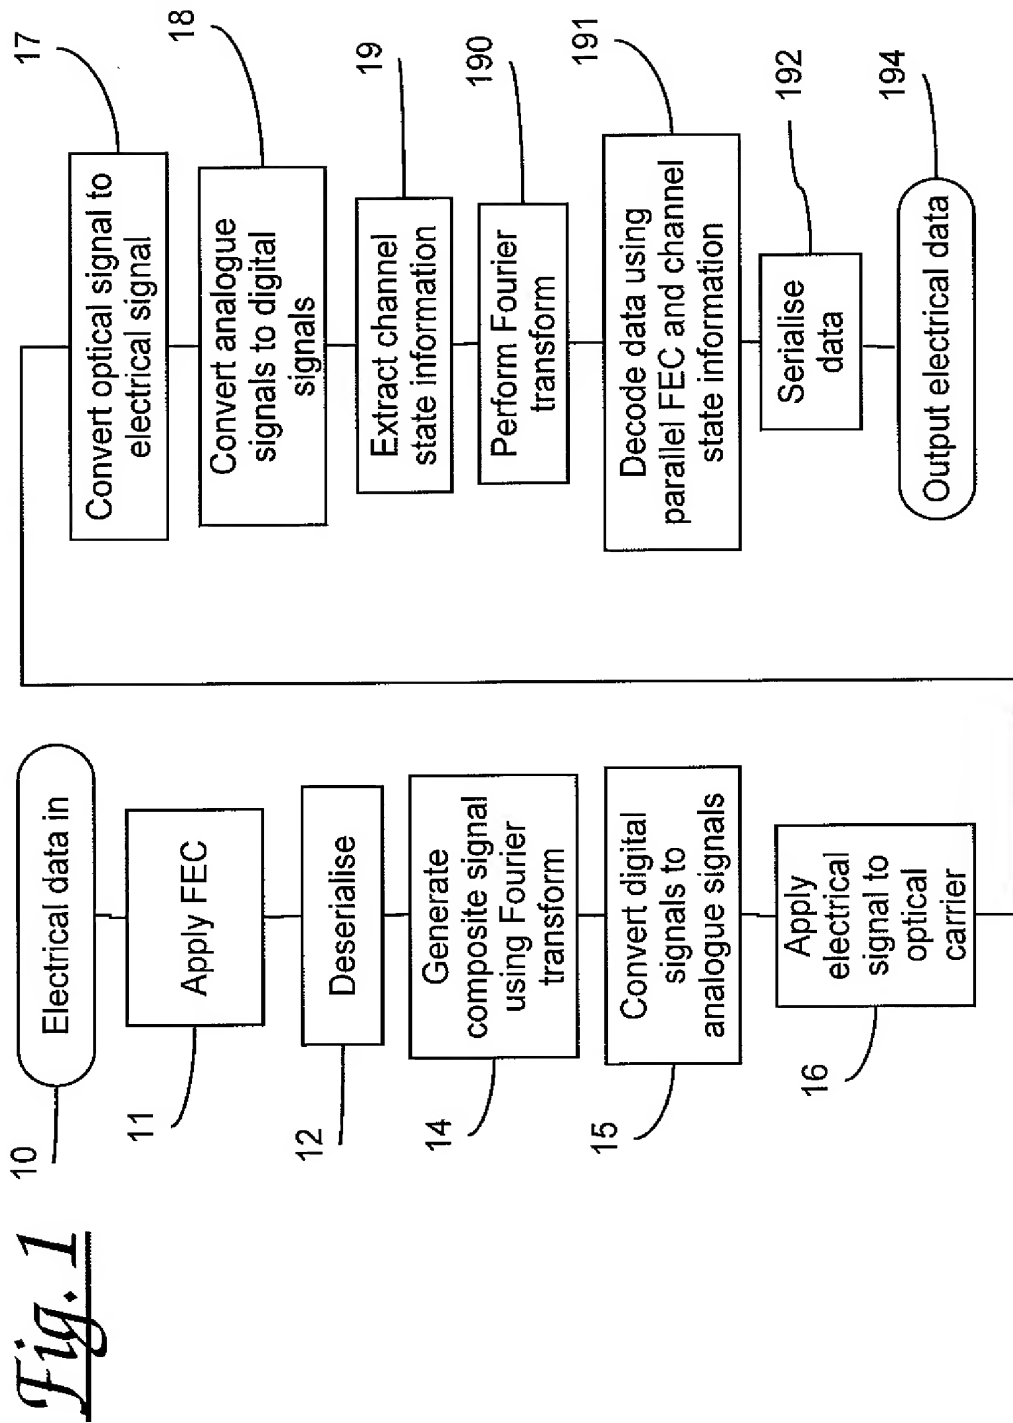 Fig. 1
10
Electrical data in
11
Apply FEC
12
Deserialise
14
Generate
composite signal
using Fourier
transform
15
Convert digital
signals to
analogue signals
16
Apply
electrical
signal to
optical
carrier
17
Convert optical signal to
electrical signal
18
Convert analogue
signals to digital
signals
19
Extract channel
state information
190
Perform Fourier
transform
191
Decode data using
parallel FEC and channel
state information
192
Serialise
data
194
Output electrical data